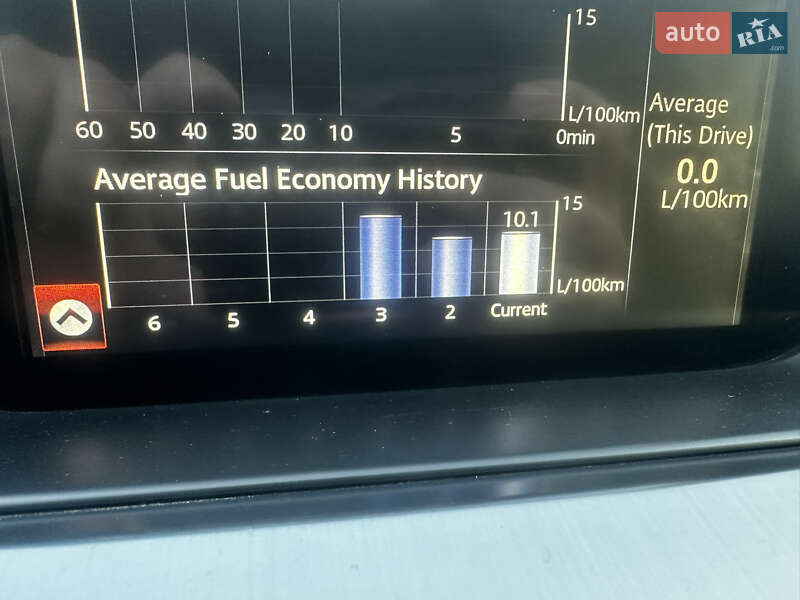 auto RIA .com
15
L/100km
60 50 40 30 20 10 5 0min
Average
(This Drive)
0.0
L/100km
Average Fuel Economy History
15
10.1
L/100km
6 5 4 3 2 Current